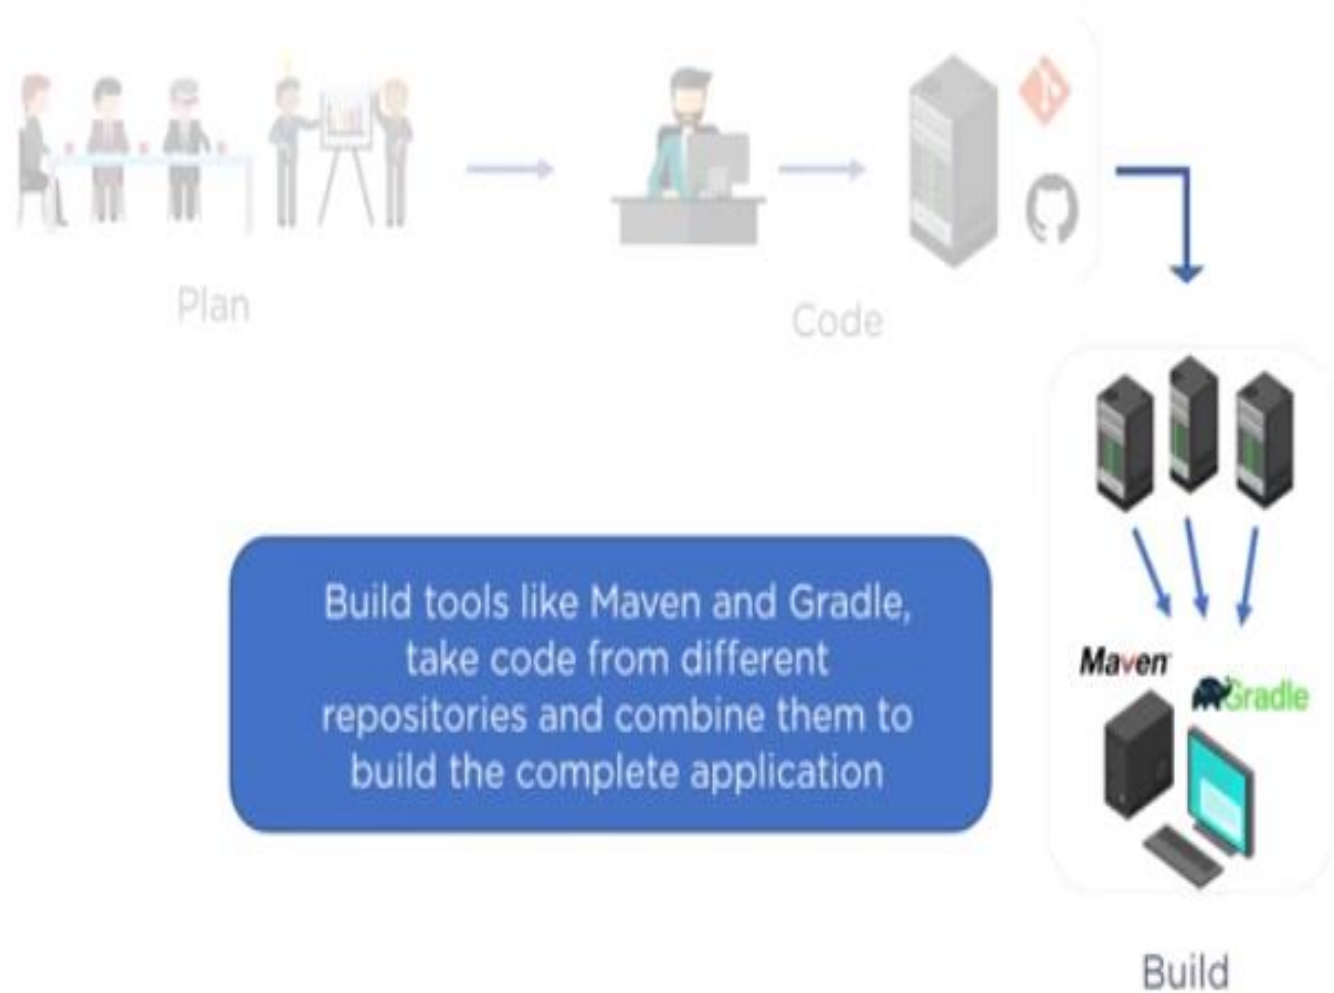 Plan
Code
Build tools like Maven and Gradle,
take code from different
repositories and combine them to
build the complete application
Maven
Gradle
Build